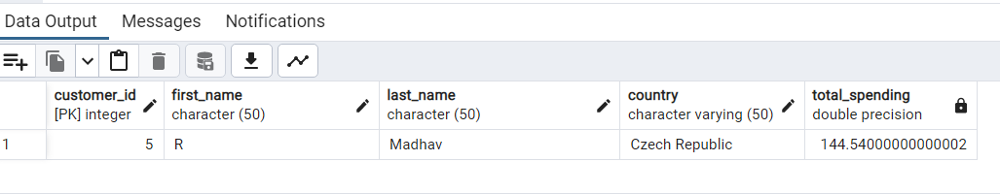 Data Output Messages Notifications
customer_id first_name last_name country total_spending
[PK] integer character (50) character (50) character varying (50) double precision
1 5 R Madhav Czech Republic 144.54000000000002